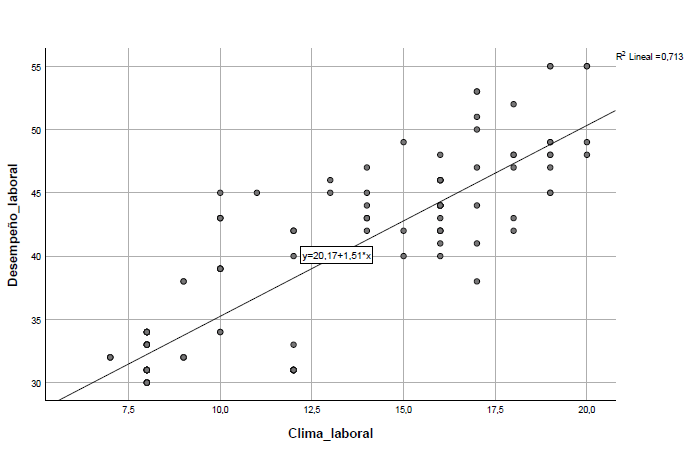 R² Lineal =0,713
Desempeño_laboral
55
50
45
40
35
30
y=20,17+1,51*x
7,5 10,0 12,5 15,0 17,5 20,0
Clima_laboral